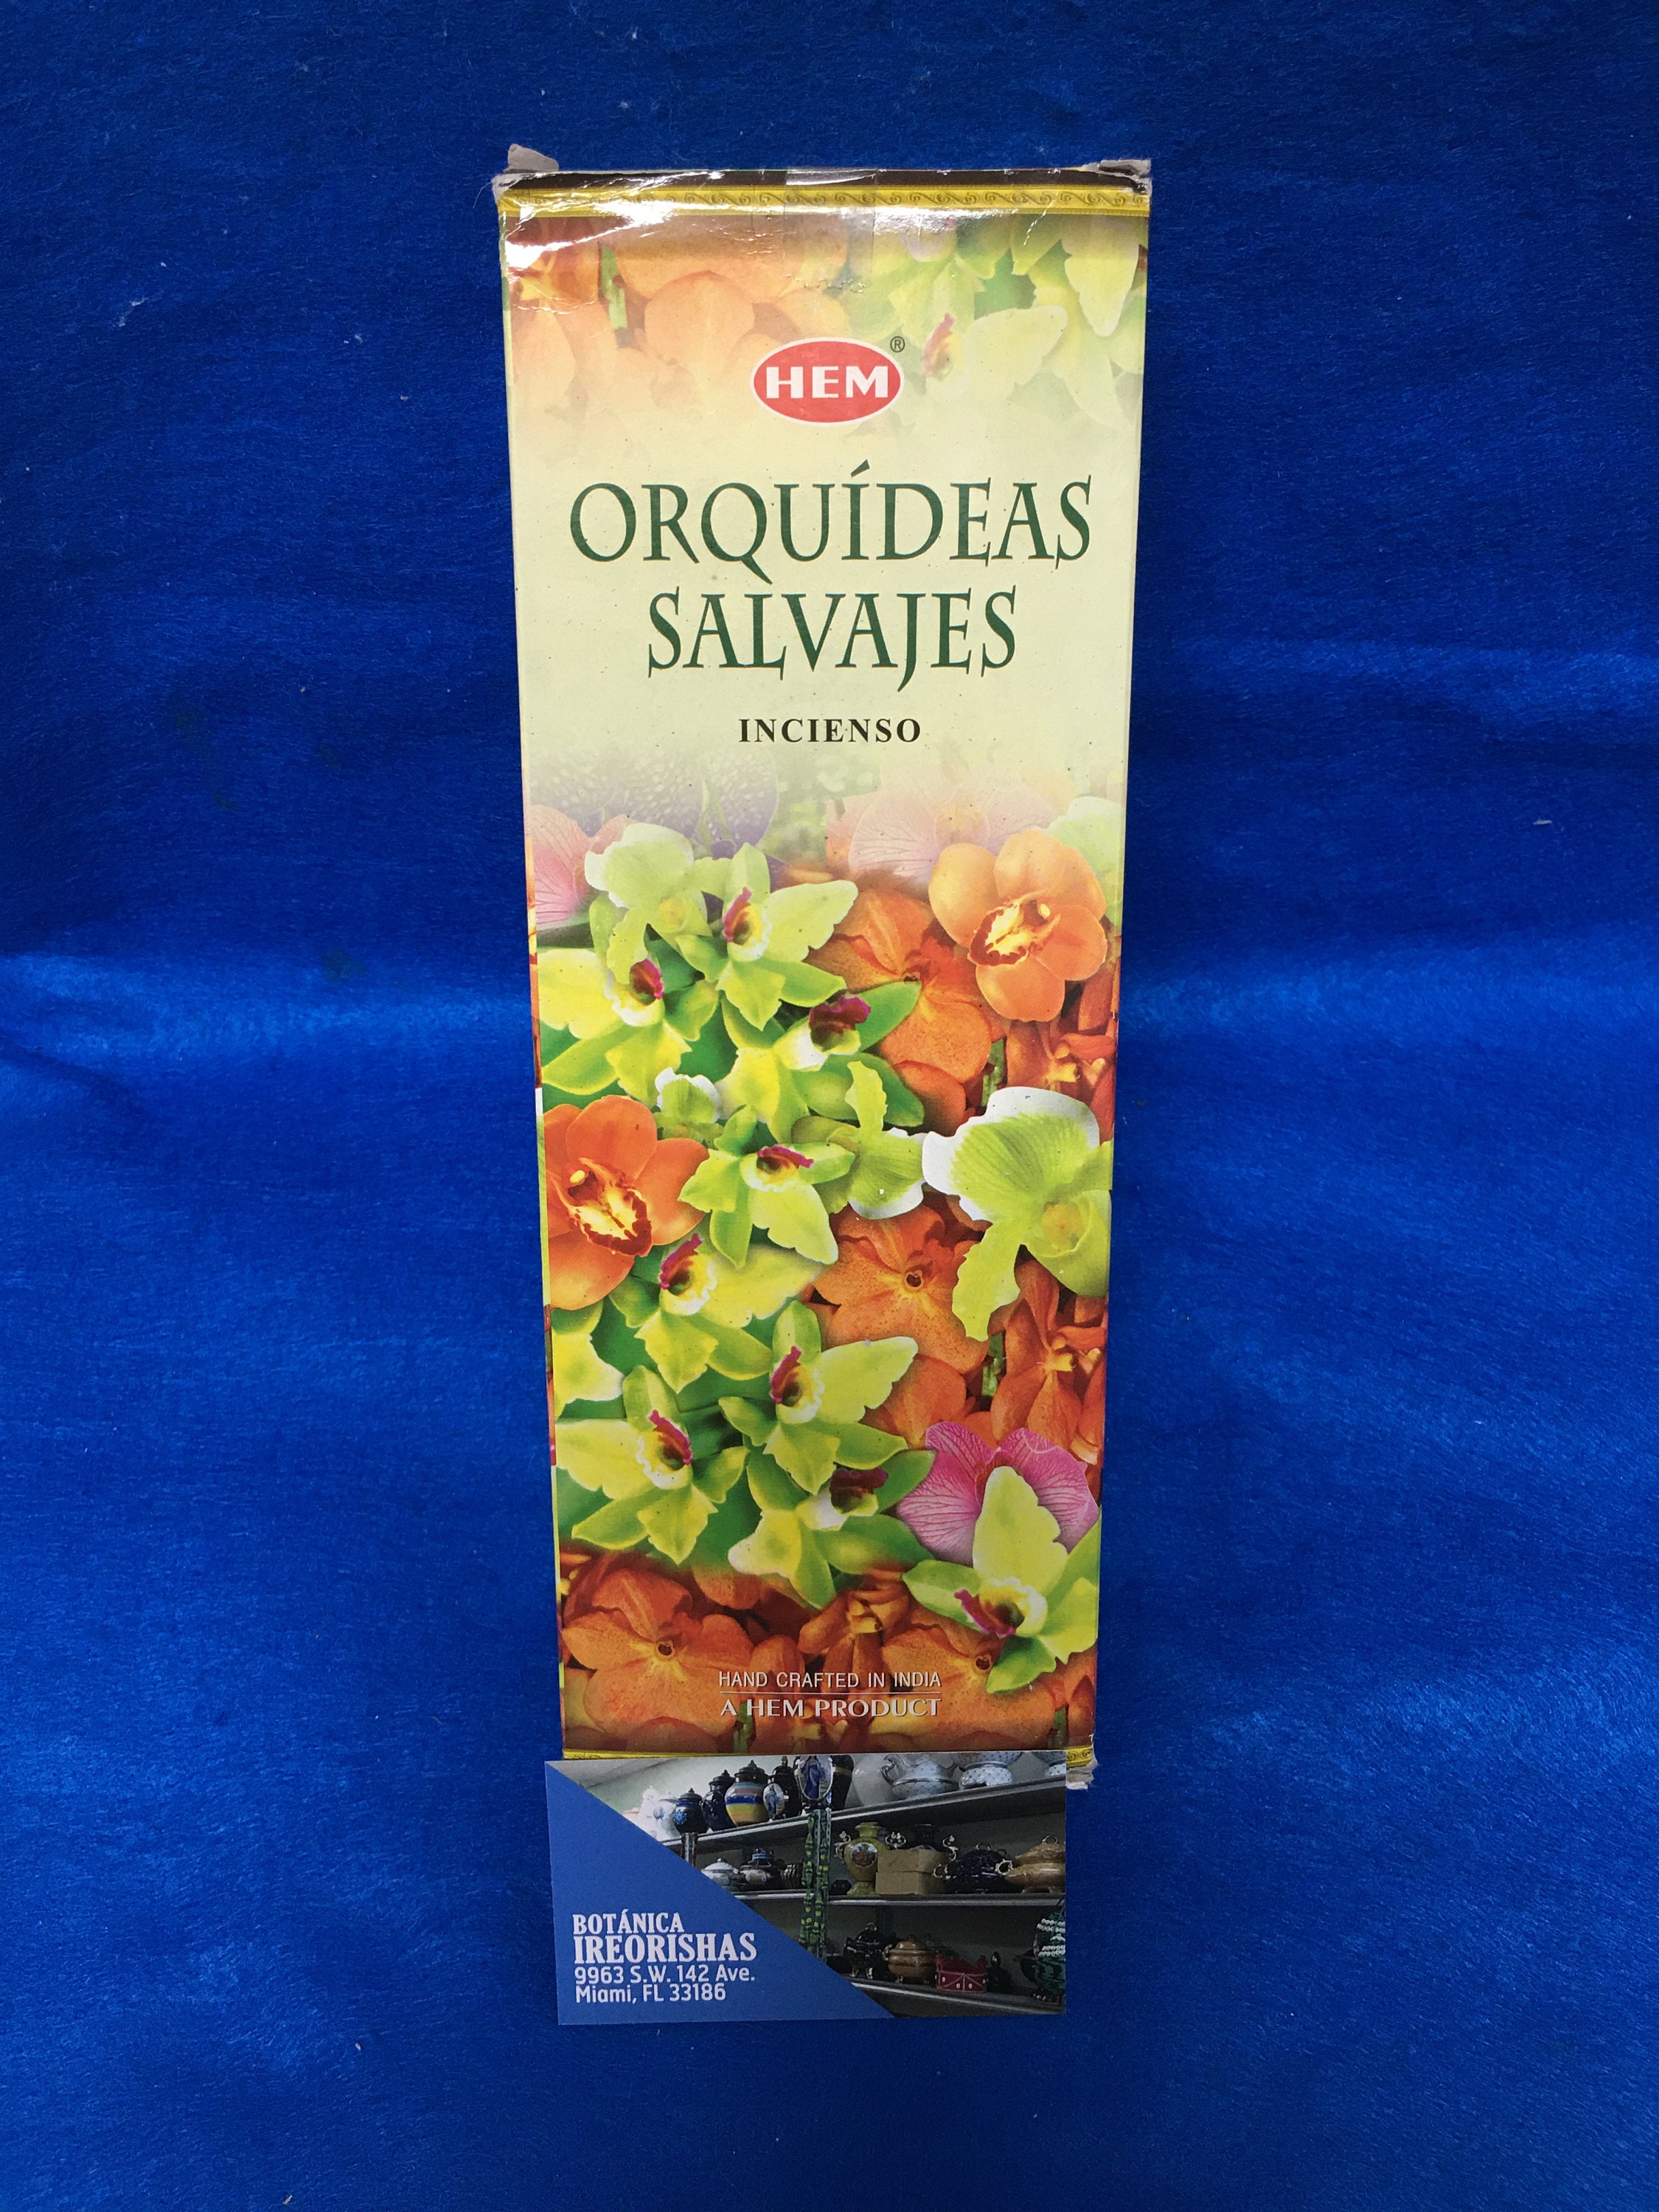 HEM®
ORQUÍDEAS
SALVAJES
INCIENSO
HAND CRAFTED IN INDIA
A HEM PRODUCT
BOTÁNICA
IREORISHAS
9963 S.W. 142 Ave.
Miami, FL 33186